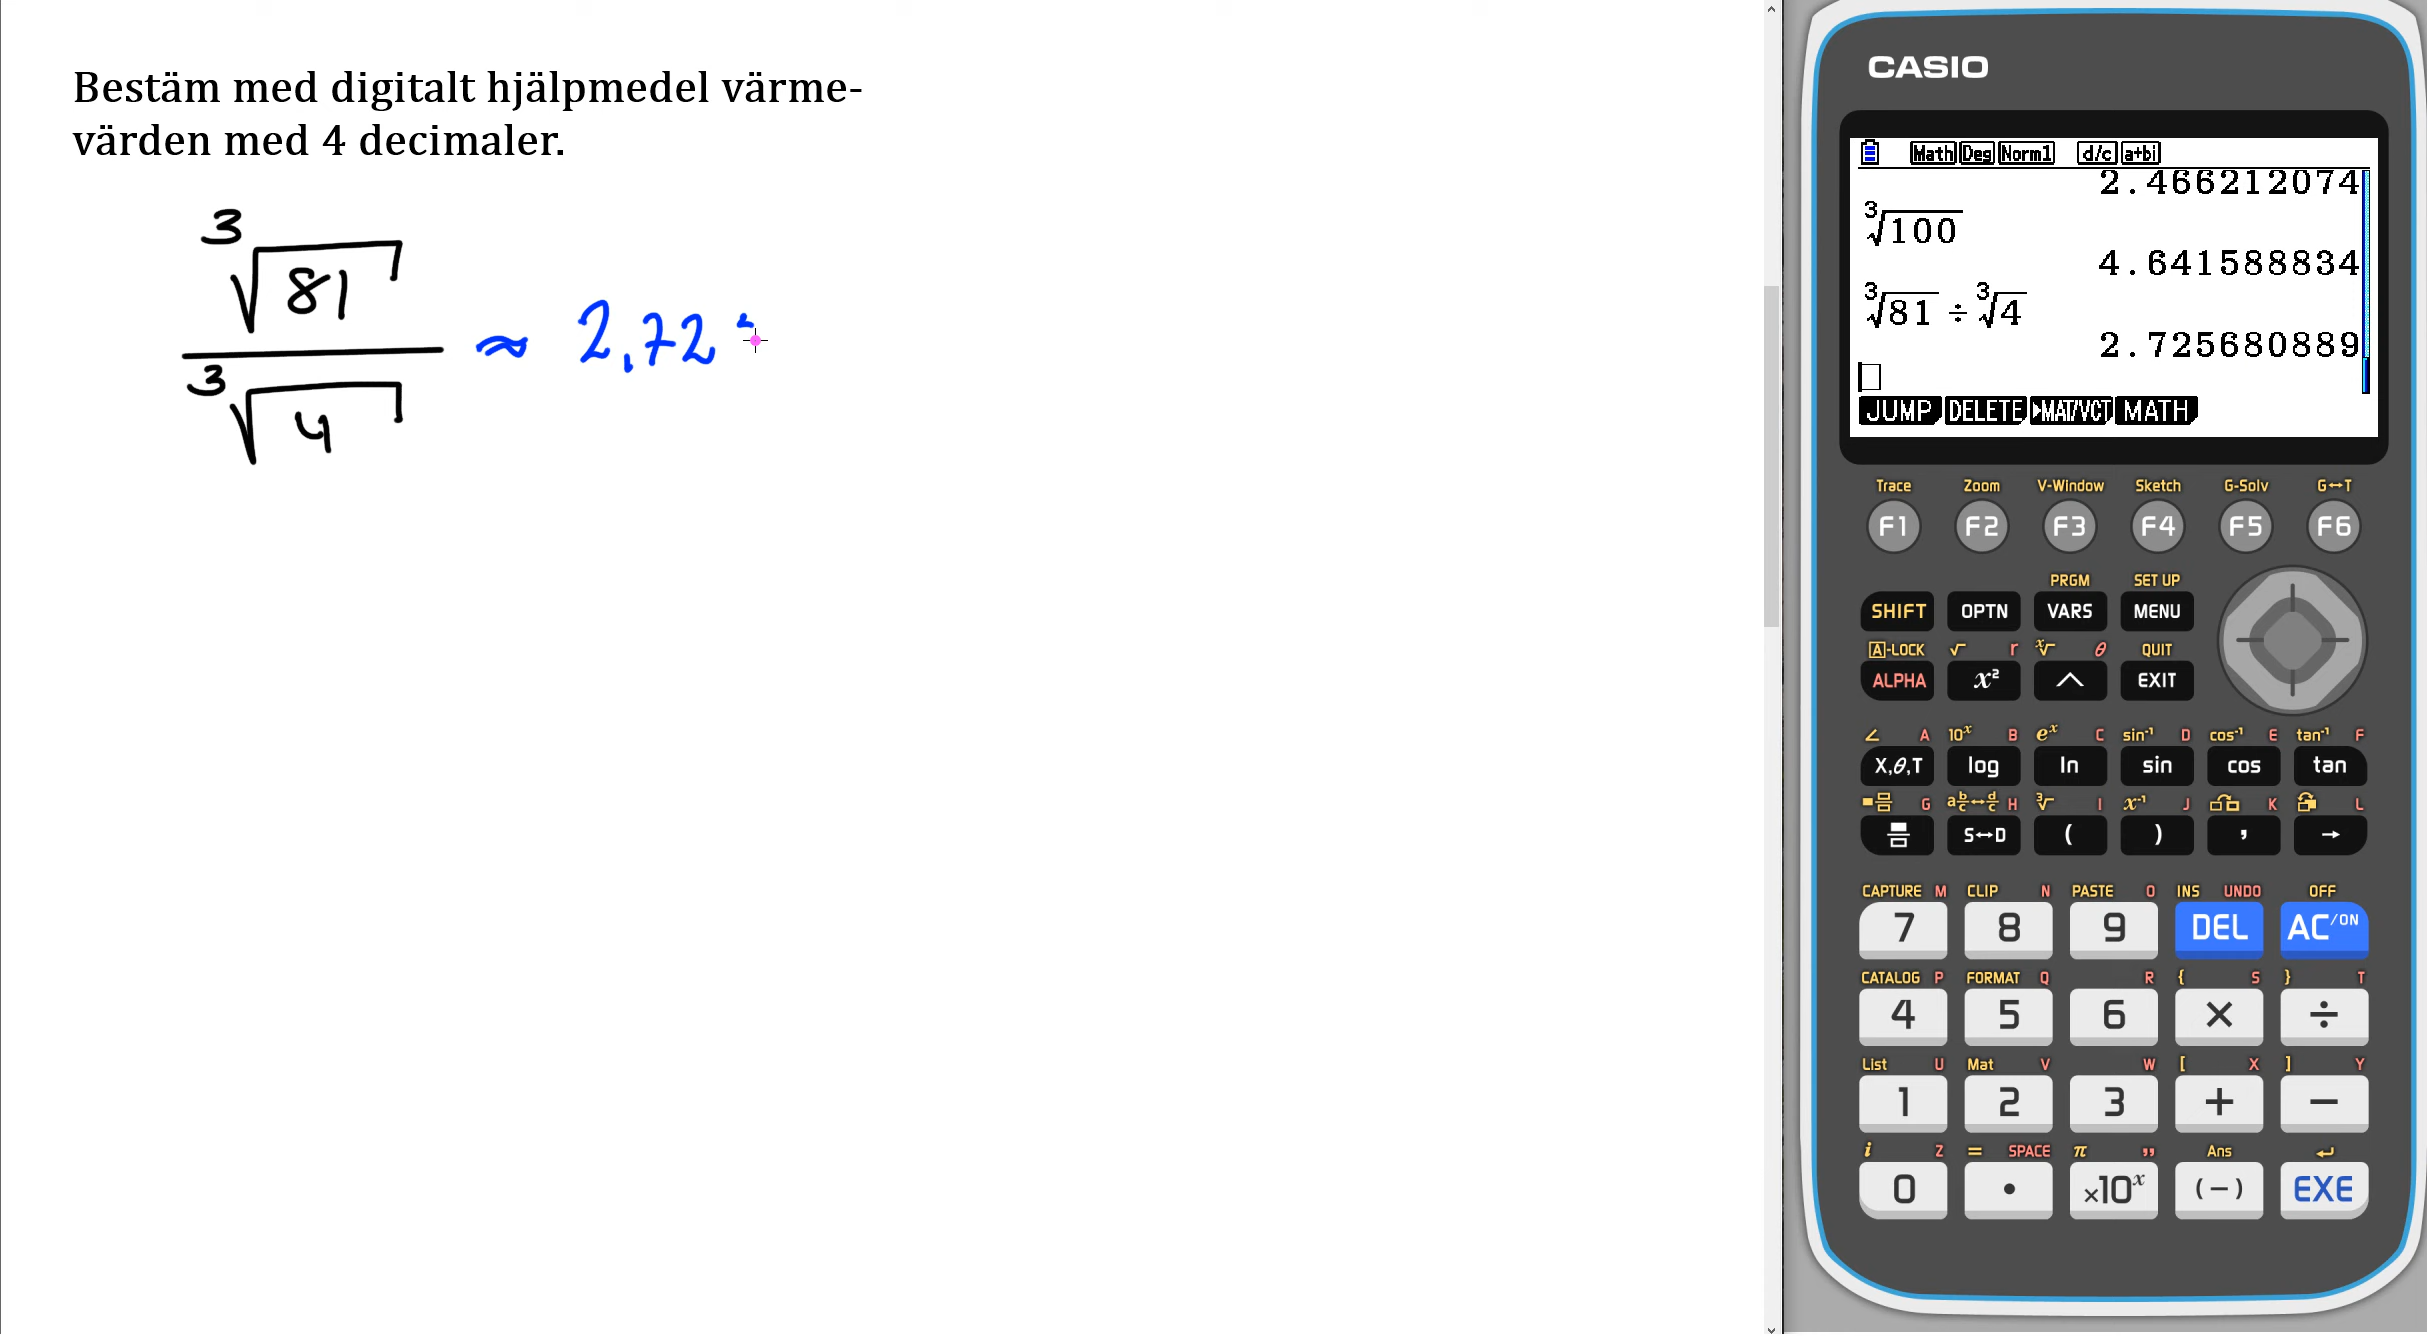 Bestäm med digitalt hjälpmedel värme-
värden med 4 decimaler.
∛81 / ∛4 ≈ 2,72
CASIO
Math Deg Norm1 d/c a+bi
2.466212074
∛100
4.641588834
∛81 ÷ ∛4
2.725680889
JUMP DELETE ▸MAT/VCT MATH
Trace Zoom V-Window Sketch G-Solv G↔T
F1 F2 F3 F4 F5 F6
PRGM SET UP
SHIFT OPTN VARS MENU
A-LOCK √ r ˣ√ θ QUIT
ALPHA x² ^ EXIT
∠ A 10ˣ B eˣ C sin⁻¹ D cos⁻¹ E tan⁻¹ F
X,θ,T log ln sin cos tan
G a b/c↔d/c H ∛ I x⁻¹ J K L
S↔D ( ) , →
CAPTURE M CLIP N PASTE O INS UNDO OFF
7 8 9 DEL AC/ON
CATALOG P FORMAT Q R { S } T
4 5 6 × ÷
List U Mat V W [ X ] Y
1 2 3 + −
i Z = SPACE π " Ans ↵
0 • ×10ˣ (−) EXE